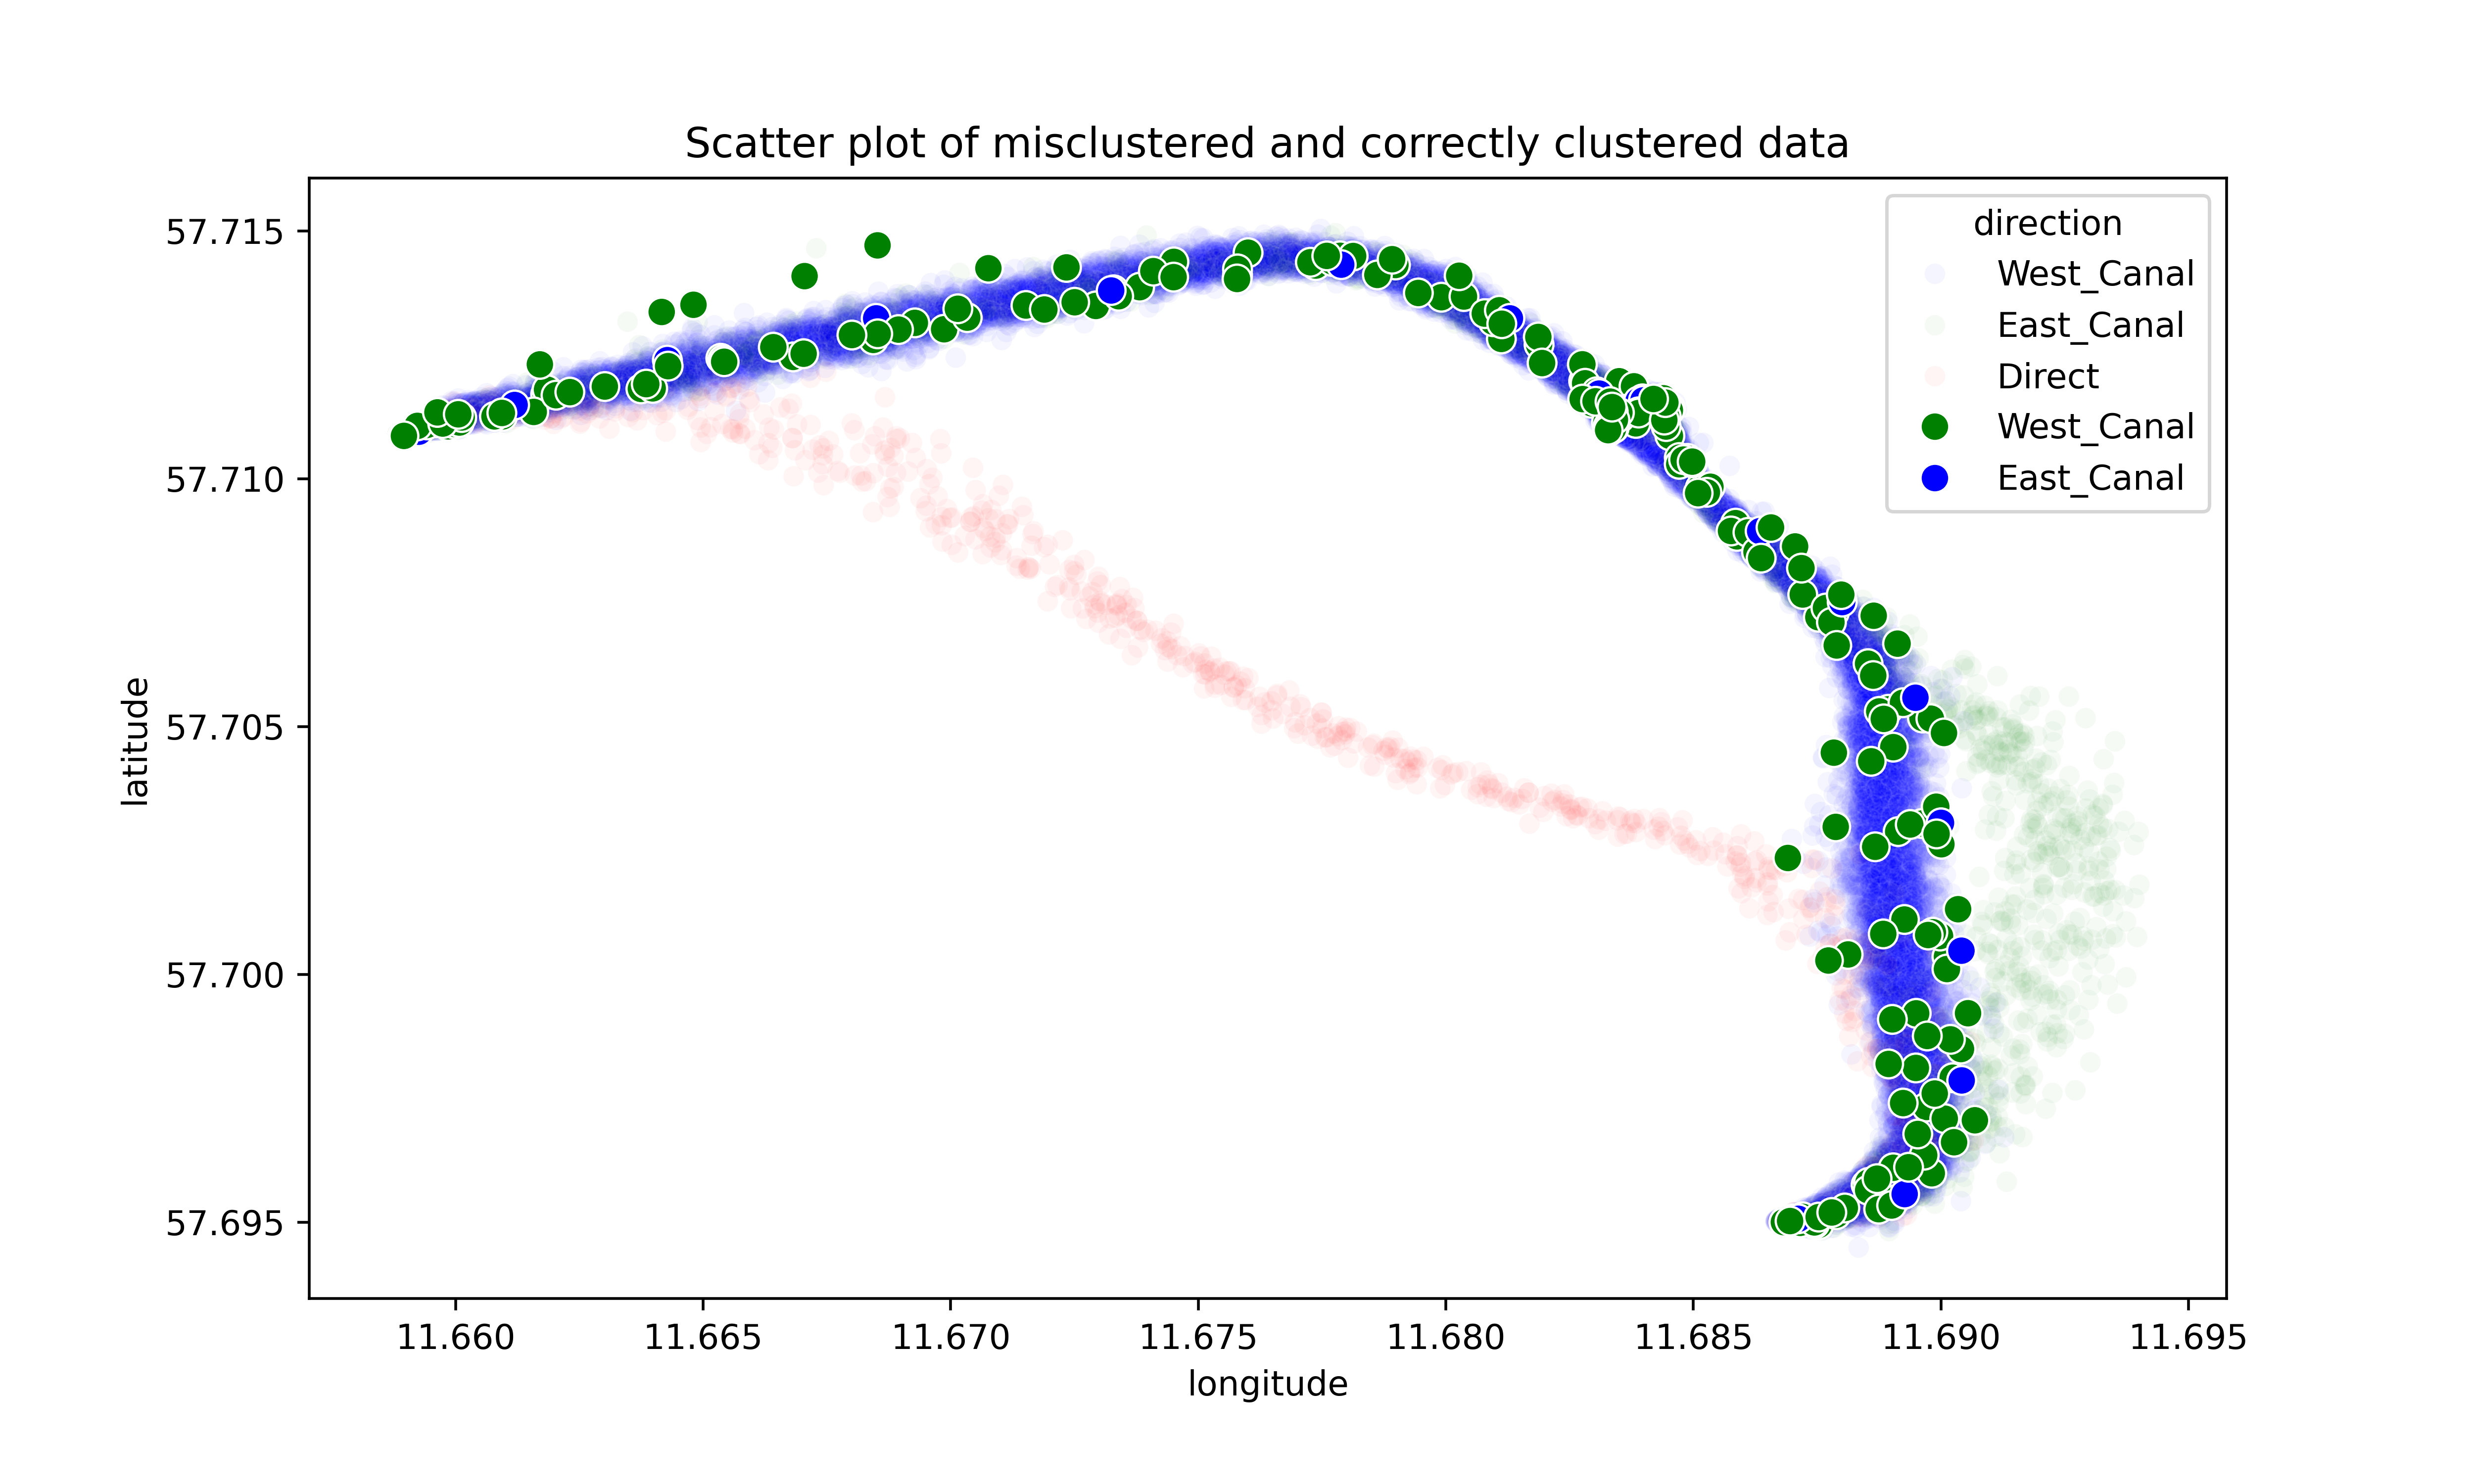 Scatter plot of misclustered and correctly clustered data
direction
West_Canal
East_Canal
Direct
West_Canal
East_Canal
57.715
57.710
57.705
57.700
57.695
latitude
11.660 11.665 11.670 11.675 11.680 11.685 11.690 11.695
longitude